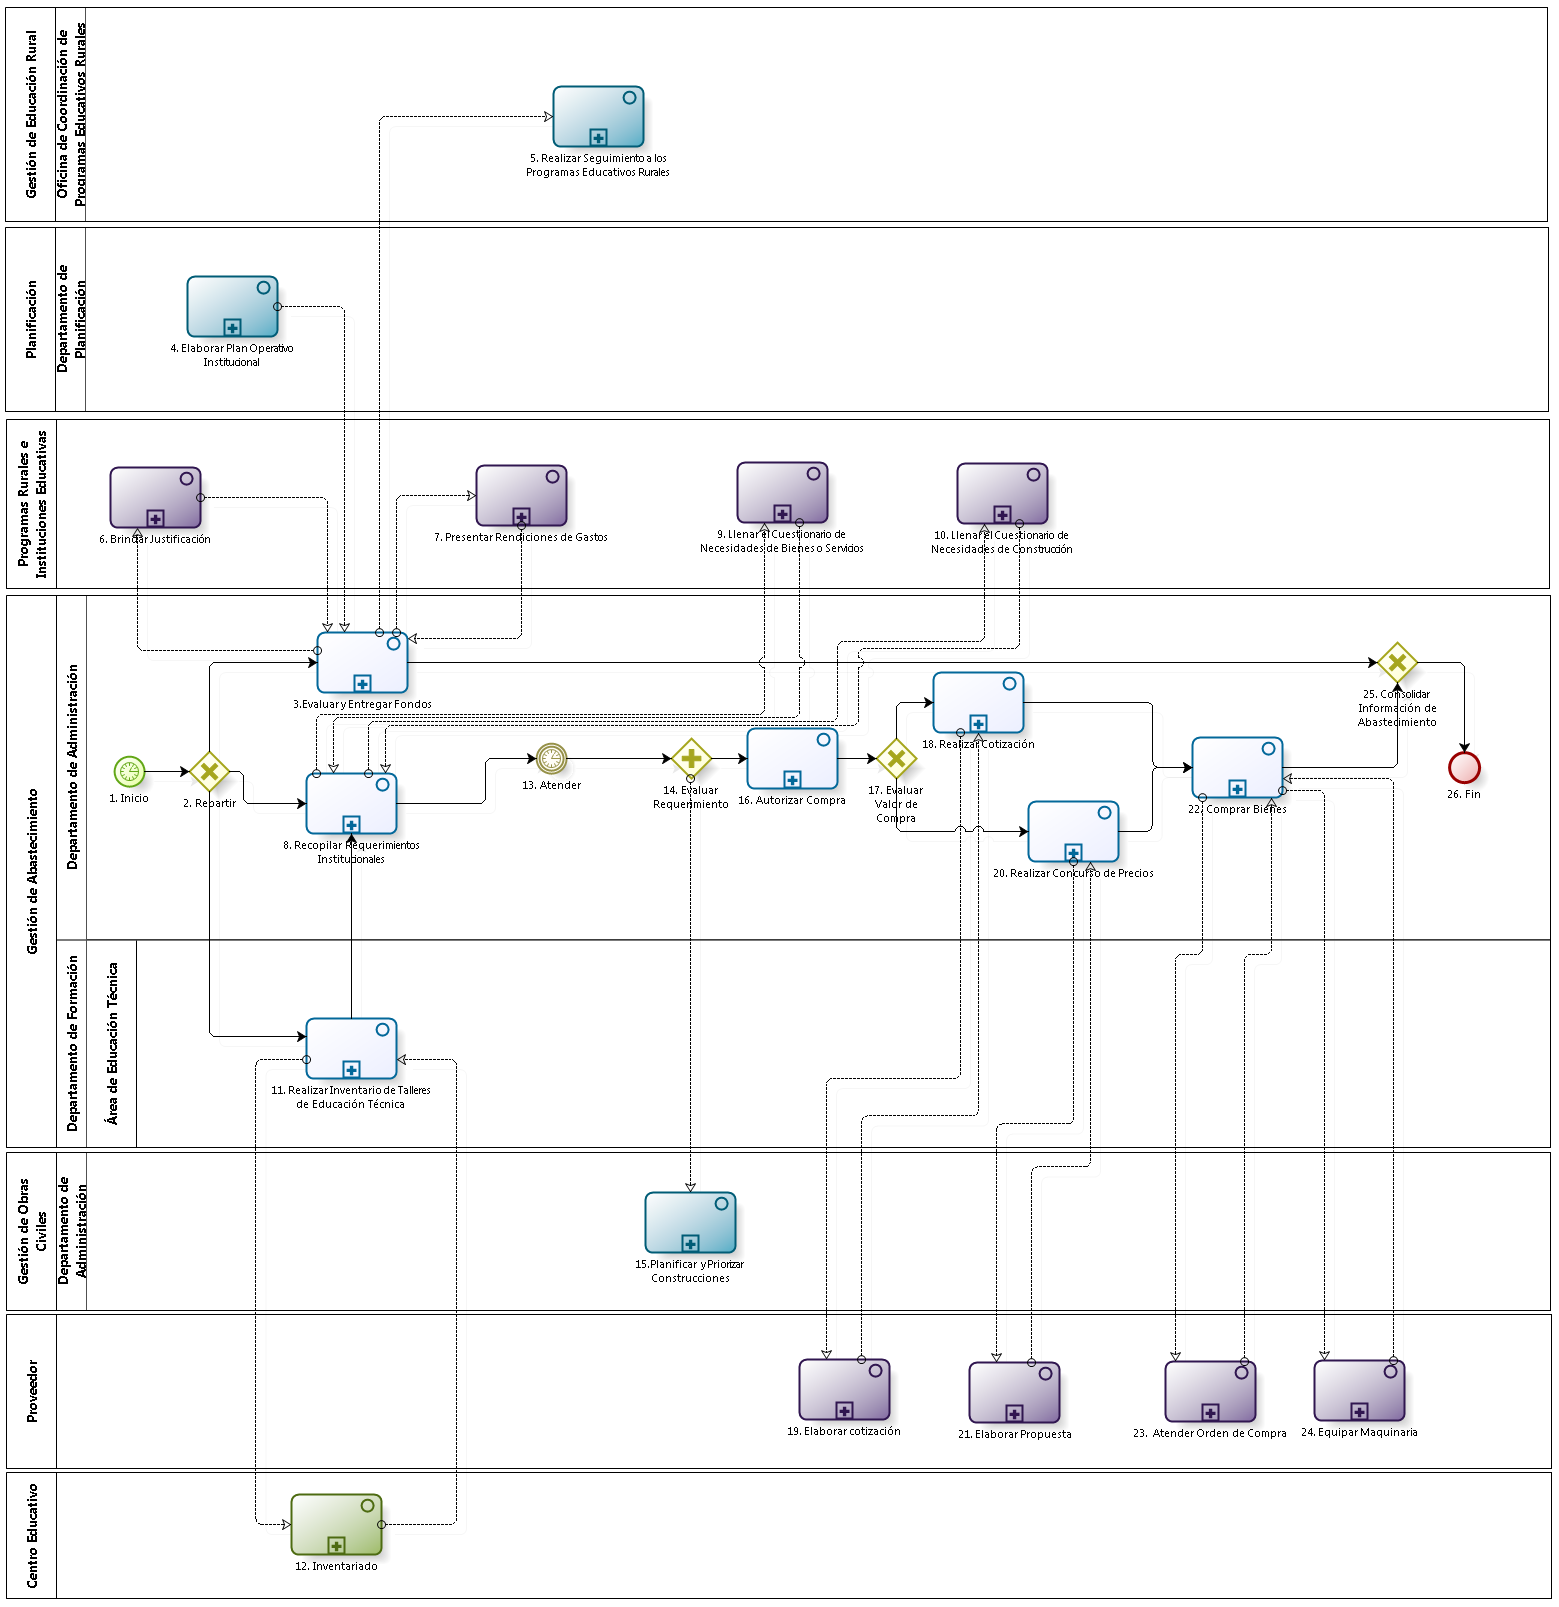 Gestión de Educación Rural
Oficina de Coordinación de
Programas Educativos Rurales
5. Realizar Seguimiento a los
Programas Educativos Rurales
Planificación
Departamento de
Planificación
4. Elaborar Plan Operativo
Institucional
Programas Rurales e
Instituciones Educativas
6. Brindar Justificación
7. Presentar Rendiciones de Gastos
9. Llenar el Cuestionario de
Necesidades de Bienes o Servicios
10. Llenar el Cuestionario de
Necesidades de Construcción
Gestión de Abastecimiento
Departamento de Administración
1. Inicio
2. Repartir
3.Evaluar y Entregar Fondos
8. Recopilar Requerimientos
Institucionales
13. Atender
14. Evaluar
Requerimiento
16. Autorizar Compra
17. Evaluar
Valor de
Compra
18. Realizar Cotización
20. Realizar Concurso de Precios
22. Comprar Bienes
25. Consolidar
Información de
Abastecimiento
26. Fin
Departamento de Formación
Área de Educación Técnica
11. Realizar Inventario de Talleres
de Educación Técnica
Gestión de Obras
Civiles
Departamento de
Administración
15.Planificar y Priorizar
Construcciones
Proveedor
19. Elaborar cotización
21. Elaborar Propuesta
23. Atender Orden de Compra
24. Equipar Maquinaria
Centro Educativo
12. Inventariado